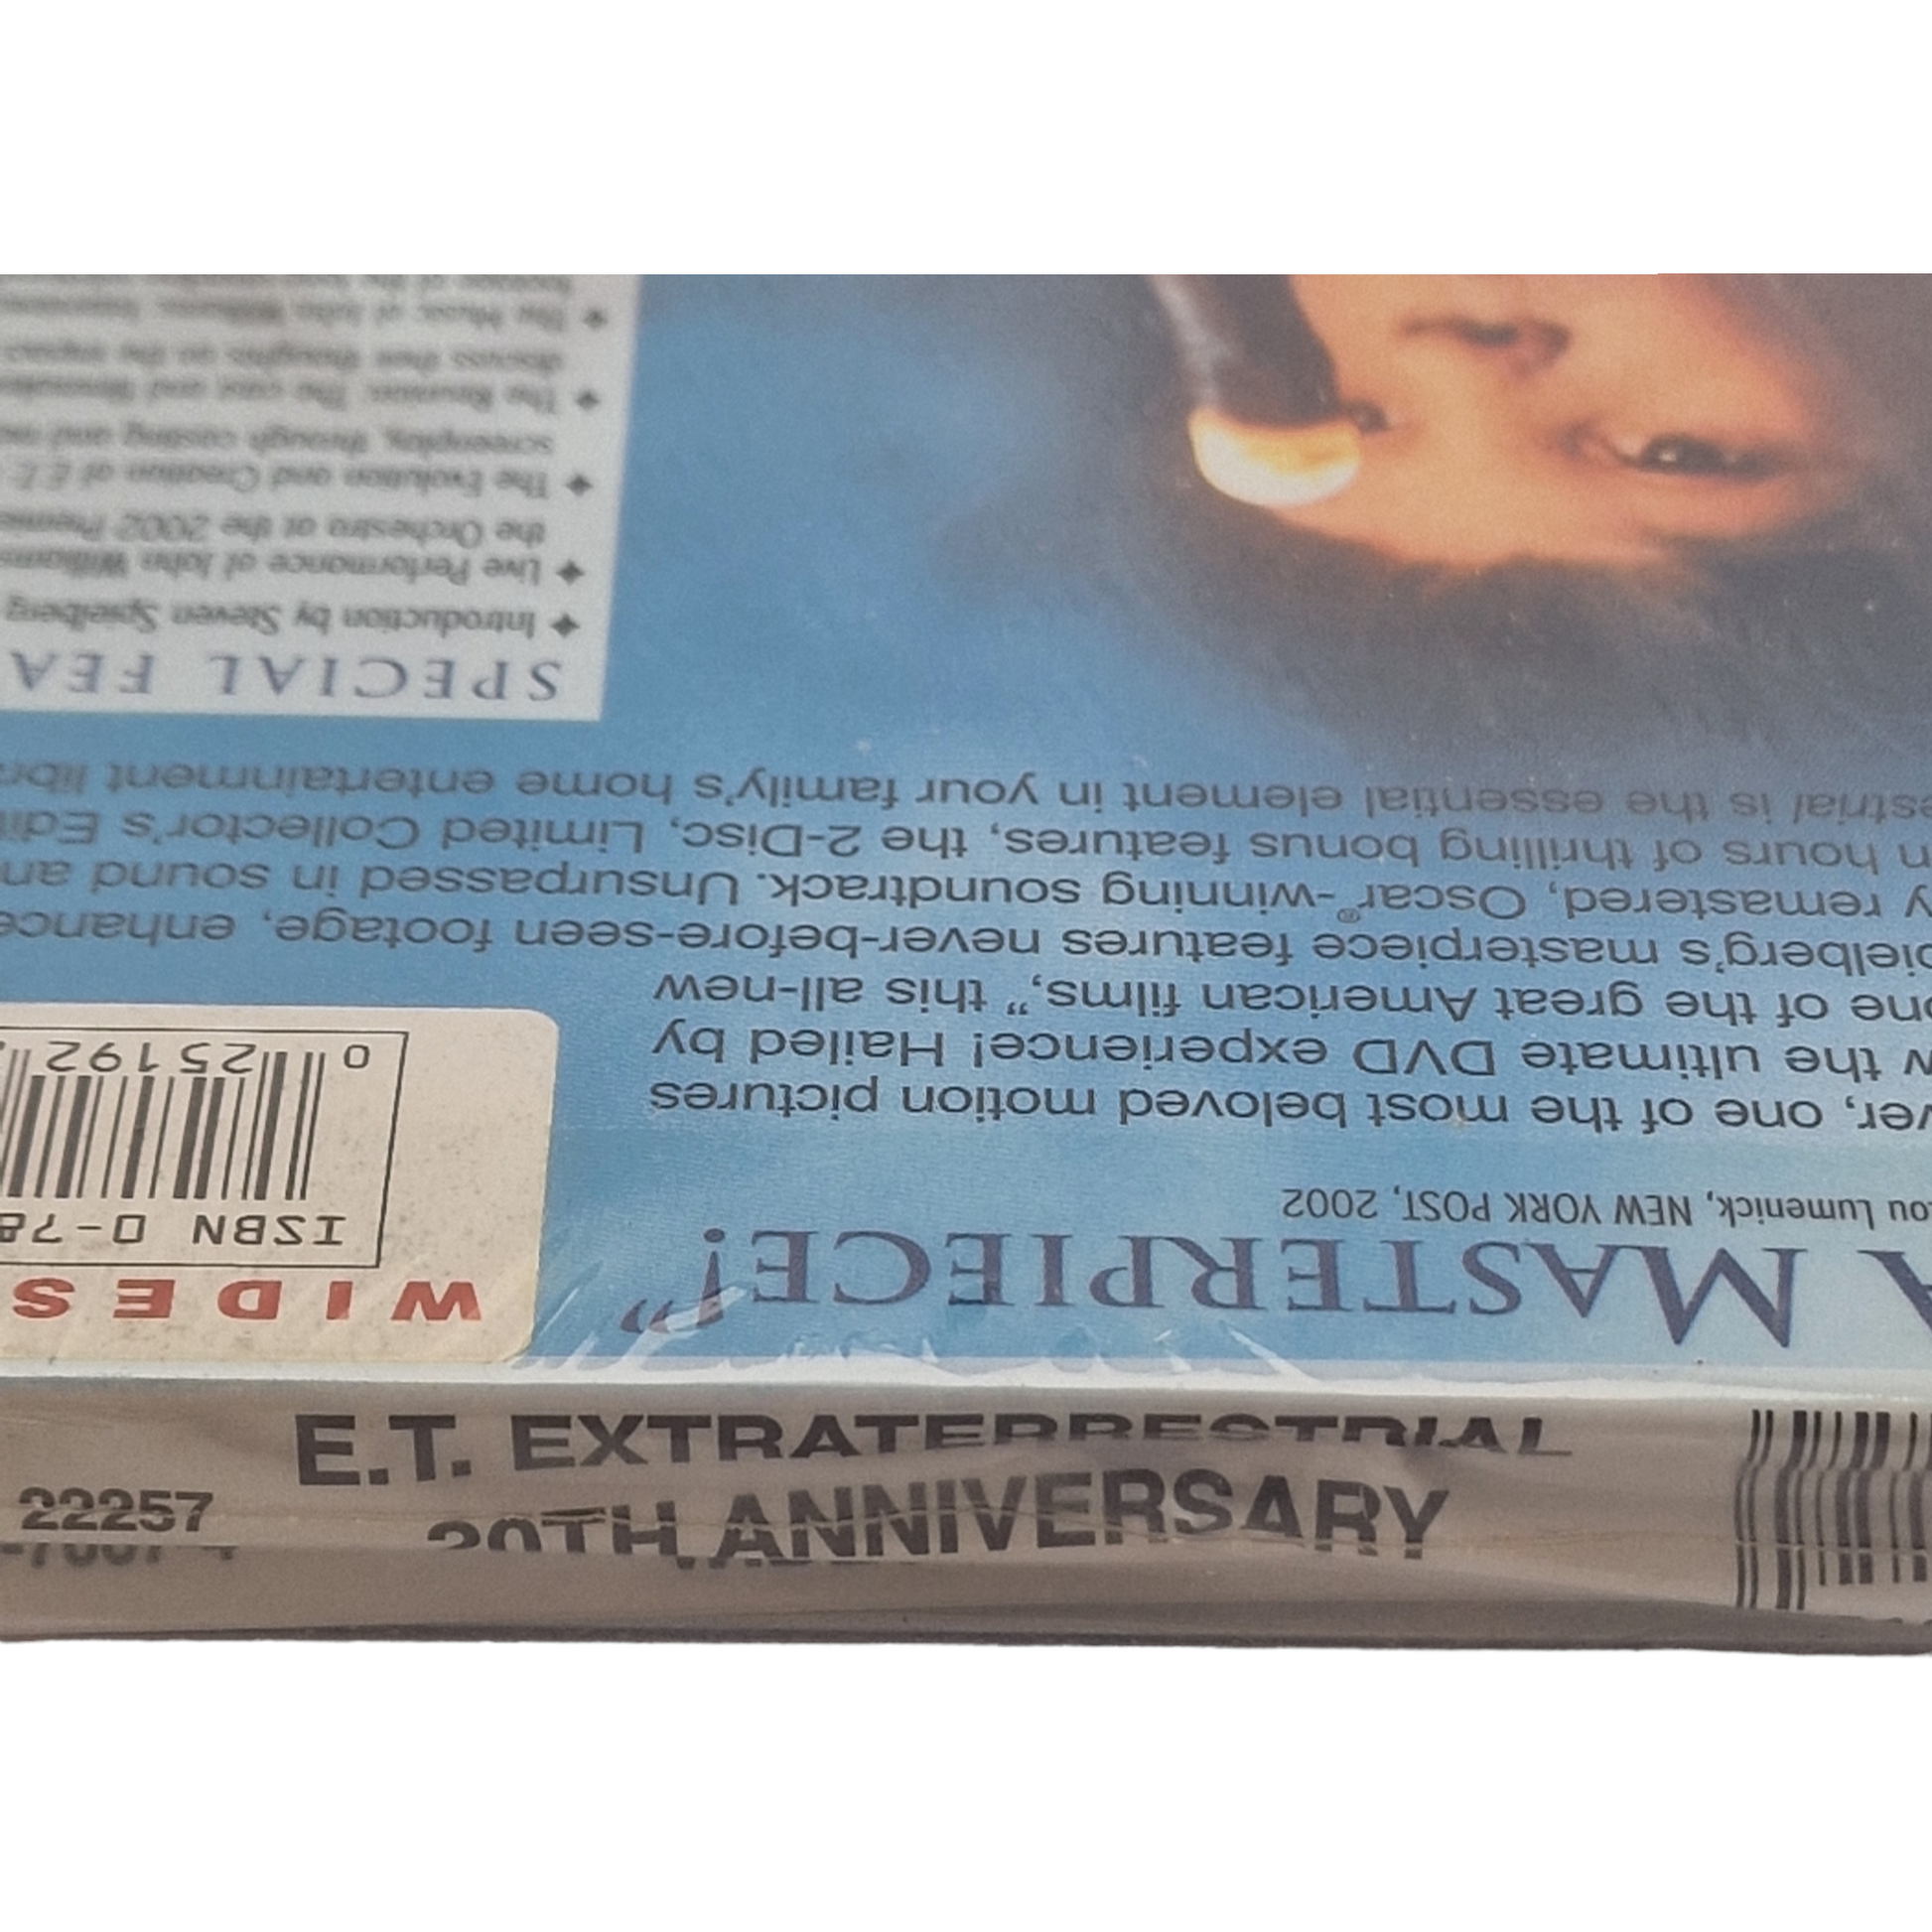 A MASTERPIECE!”
Lou Lumenick, NEW YORK POST, 2002
ver, one of the most beloved motion pictures
w the ultimate DVD experience! Hailed by
one of the great American films,” this all-new
pielberg’s masterpiece features never-before-seen footage, enhance
y remastered, Oscar®-winning soundtrack. Unsurpassed in sound an
n hours of thrilling bonus features, the 2-Disc, Limited Collector’s Edit
estrial is the essential element in your family’s home entertainment libr
WIDES
ISBN 0-78
0 25192
SPECIAL FEA
✦ Introduction by Steven Spielberg
✦ Live Performance of John Williams
the Orchestra at the 2002 Premie
✦ The Evolution and Creation of E.T.
screenplay, through casting and
✦ The Reunion: The cast and
discuss their thoughts on the impact
✦ The Music of John Williams:
E.T. EXTRATERRESTRIAL
20TH ANNIVERSARY
22257